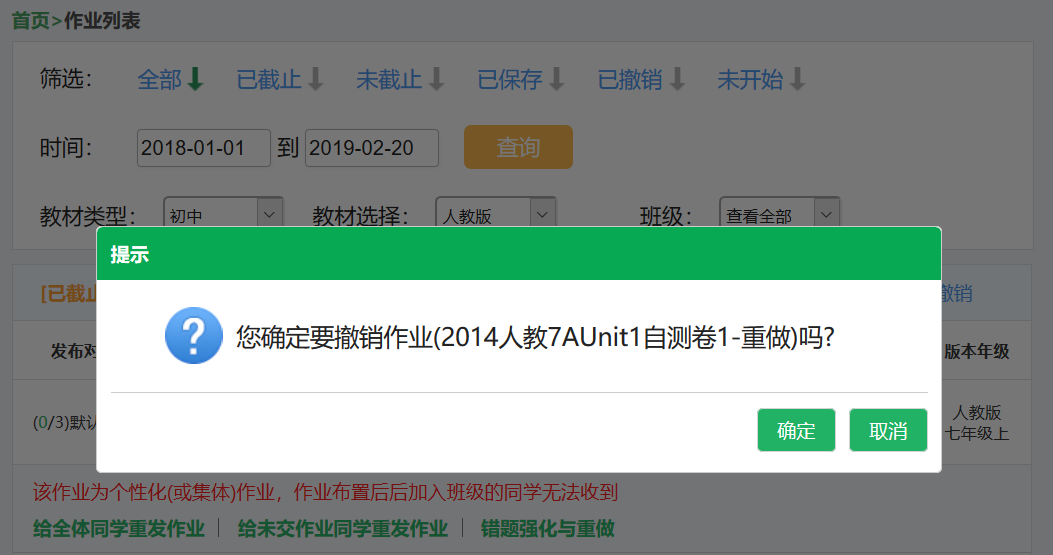 首页>作业列表
筛选： 全部 已截止 未截止 已保存 已撤销 未开始
时间： 2018-01-01 到 2019-02-20 查询
教材类型： 初中 教材选择： 人教版 班级： 查看全部
提示
[已截止 撤销
您确定要撤销作业(2014人教7AUnit1自测卷1-重做)吗?
发布对 版本年级
确定 取消
(0/3)默认 人教版
七年级上
该作业为个性化(或集体)作业，作业布置后后加入班级的同学无法收到
给全体同学重发作业 | 给未交作业同学重发作业 | 错题强化与重做